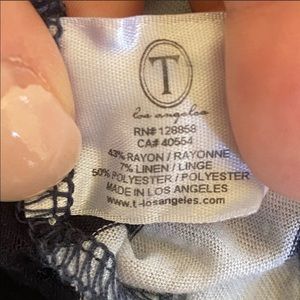 T
los angeles
RN# 128958
CA# 40554
43% RAYON / RAYONNE
7% LINEN / LINGE
50% POLYESTER / POLYESTER
MADE IN LOS ANGELES
www.t-losangeles.com